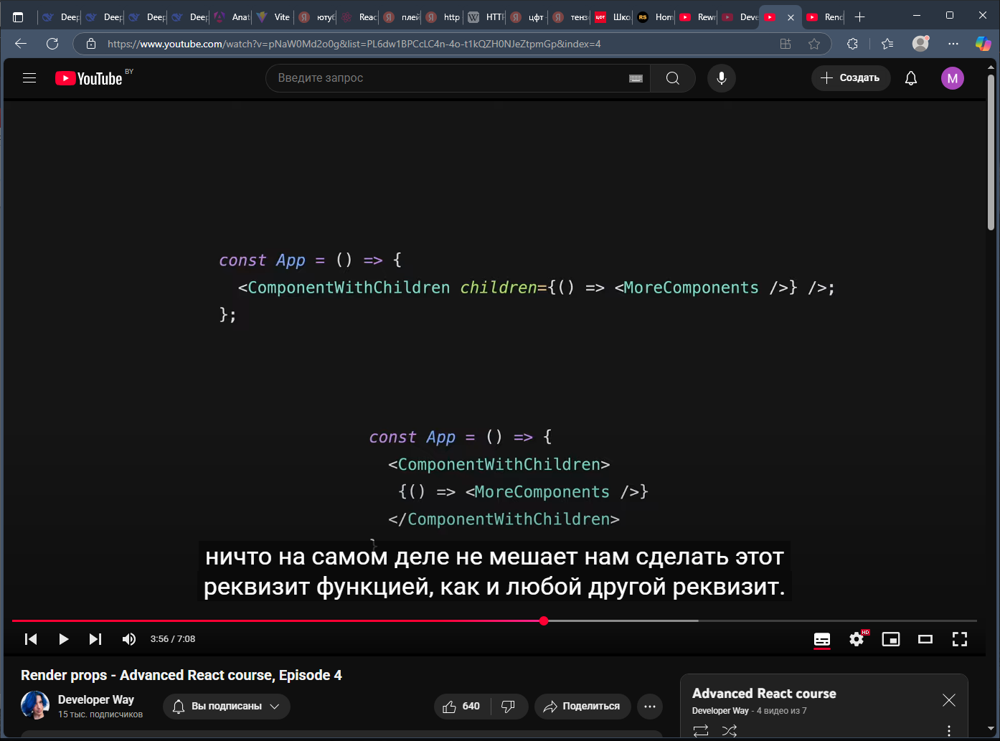 Deep
Deep
Deep
Deep
Anat
Vite
ютуб
Reac
плей
http
HTTP
цфт -
тенз
Шко
Hom
Rewr
Deve
Renc
https://www.youtube.com/watch?v=pNaW0Md2o0g&list=PL6dw1BPCcLC4n-4o-t1kQZH0NJeZtpmGp&index=4
YouTube BY
Введите запрос
Создать
M
const App = () => {
<ComponentWithChildren children={() => <MoreComponents />} />;
};
const App = () => {
<ComponentWithChildren>
{() => <MoreComponents />}
</ComponentWithChildren>
}
ничто на самом деле не мешает нам сделать этот
реквизит функцией, как и любой другой реквизит.
3:56 / 7:08
HD
Render props - Advanced React course, Episode 4
Developer Way
15 тыс. подписчиков
Вы подписаны
640
Поделиться
Advanced React course
Developer Way - 4 видео из 7